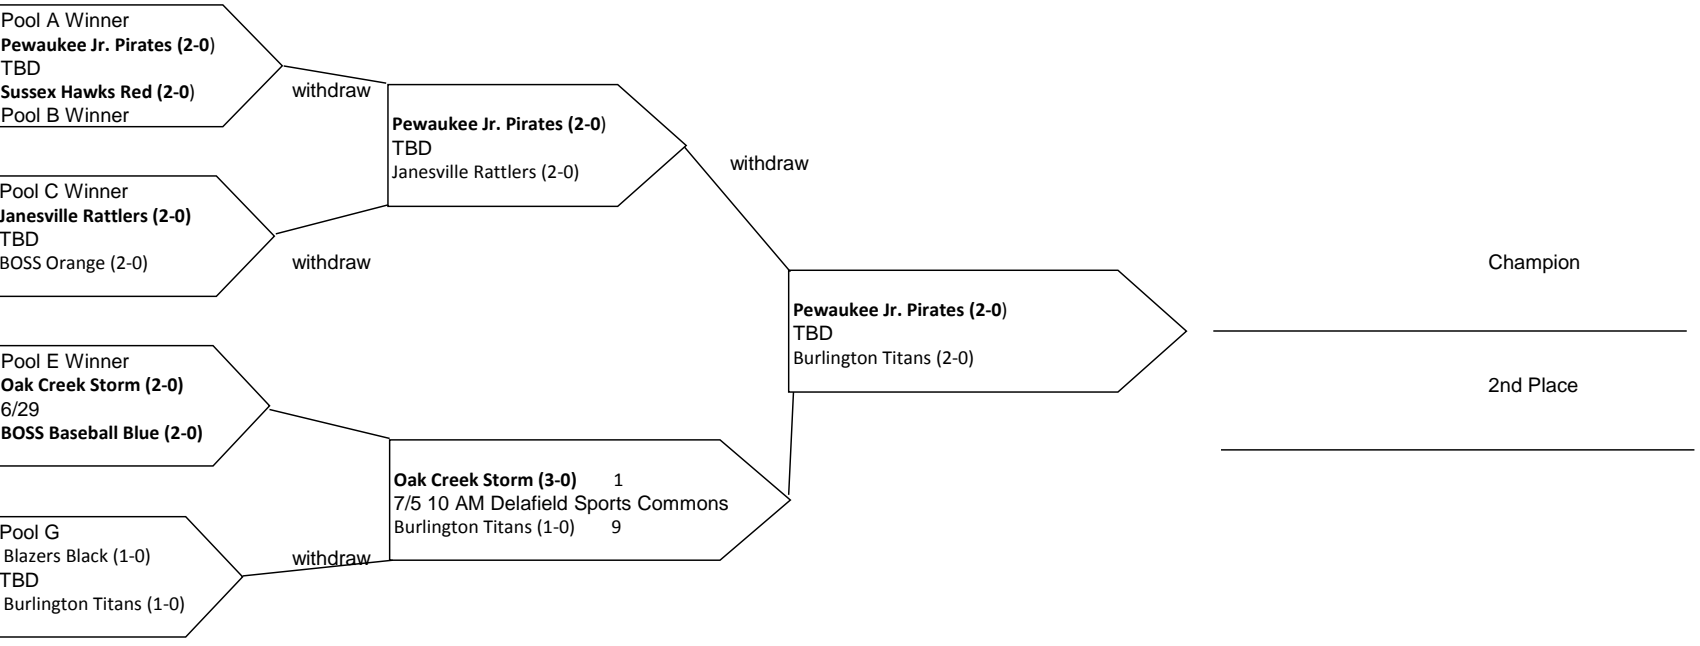 Pool A Winner
Pewaukee Jr. Pirates (2-0)
TBD
Sussex Hawks Red (2-0)
Pool B Winner
withdraw
Pewaukee Jr. Pirates (2-0)
TBD
Janesville Rattlers (2-0)
withdraw
Pool C Winner
Janesville Rattlers (2-0)
TBD
BOSS Orange (2-0)
withdraw
Pewaukee Jr. Pirates (2-0)
TBD
Burlington Titans (2-0)
Champion
2nd Place
Pool E Winner
Oak Creek Storm (2-0)
6/29
BOSS Baseball Blue (2-0)
Oak Creek Storm (3-0) 1
7/5 10 AM Delafield Sports Commons
Burlington Titans (1-0) 9
Pool G
Blazers Black (1-0)
TBD
Burlington Titans (1-0)
withdraw